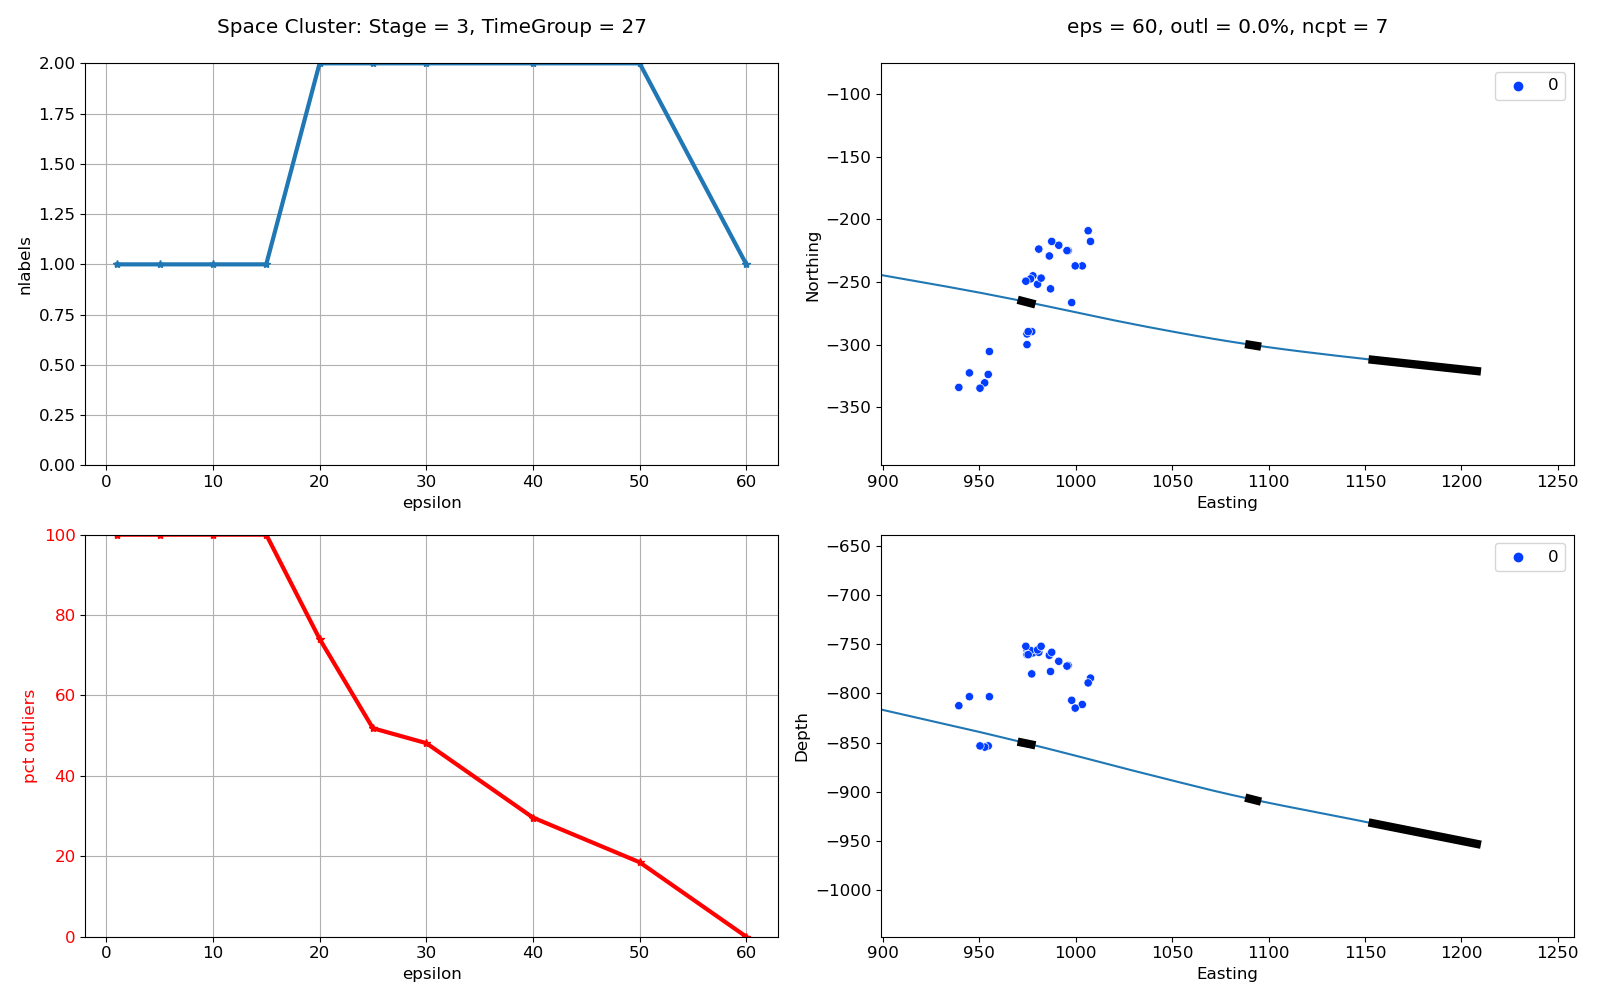 Space Cluster: Stage = 3, TimeGroup = 27
eps = 60, outl = 0.0%, ncpt = 7
2.00
1.75
1.50
1.25
1.00
0.75
0.50
0.25
0.00
nlabels
0 10 20 30 40 50 60
epsilon
−100
−150
−200
−250
−300
−350
Northing
0
900 950 1000 1050 1100 1150 1200 1250
Easting
100
80
60
40
20
0
pct outliers
0 10 20 30 40 50 60
epsilon
−650
−700
−750
−800
−850
−900
−950
−1000
Depth
0
900 950 1000 1050 1100 1150 1200 1250
Easting